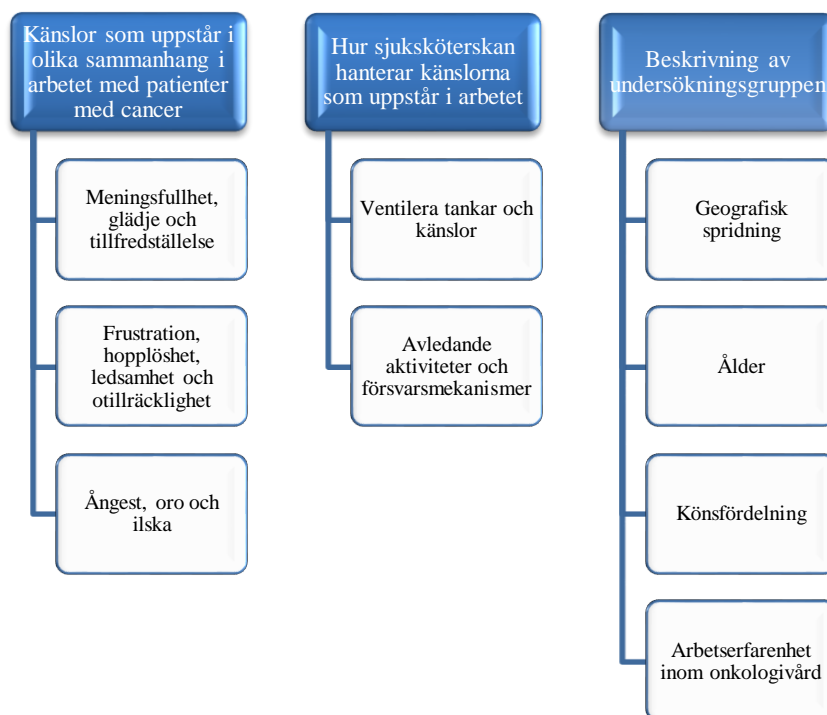 Känslor som uppstår i
olika sammanhang i
arbetet med patienter
med cancer
Meningsfullhet,
glädje och
tillfredställelse
Frustration,
hopplöshet,
ledsamhet och
otillräcklighet
Ångest, oro och
ilska
Hur sjuksköterskan
hanterar känslorna
som uppstår i arbetet
Ventilera tankar och
känslor
Avledande
aktiviteter och
försvarsmekanismer
Beskrivning av
undersökningsgruppen
Geografisk
spridning
Ålder
Könsfördelning
Arbetserfarenhet
inom onkologivård